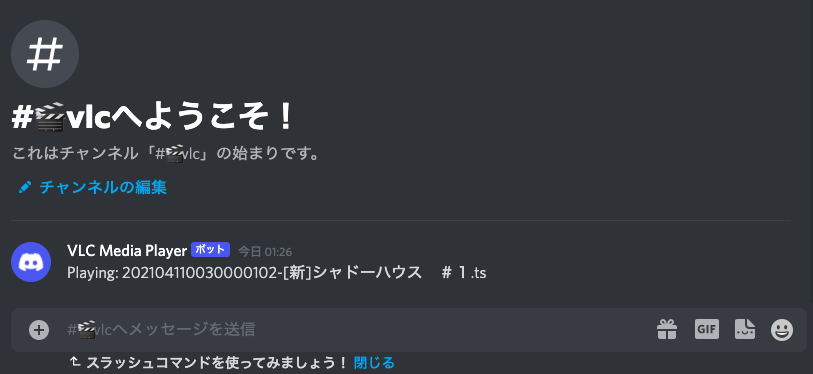 #🎬vlcへようこそ！
これはチャンネル「#🎬vlc」の始まりです。
チャンネルの編集
VLC Media Player ボット 今日 01:26
Playing: 202104110030000102-[新]シャドーハウス　＃１.ts
#🎬vlcへメッセージを送信 GIF
スラッシュコマンドを使ってみましょう！ 閉じる